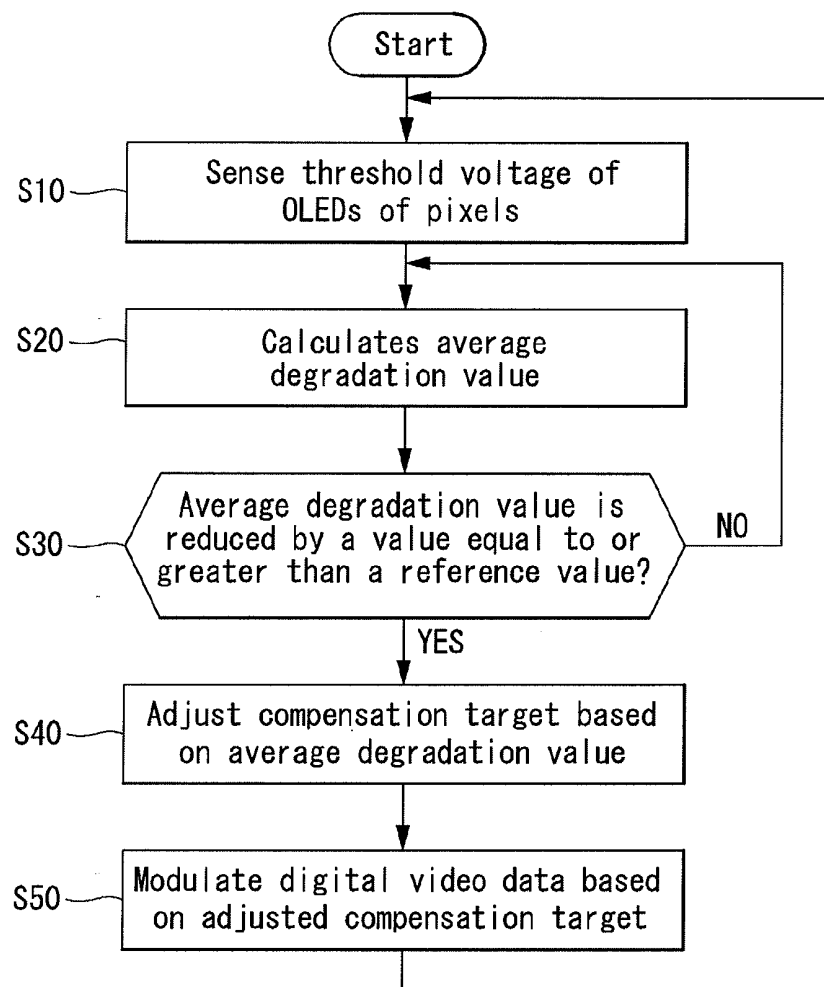 Start
S10
Sense threshold voltage of
OLEDs of pixels
S20
Calculates average
degradation value
S30
Average degradation value is
reduced by a value equal to or
greater than a reference value?
NO
YES
S40
Adjust compensation target based
on average degradation value
S50
Modulate digital video data based
on adjusted compensation target